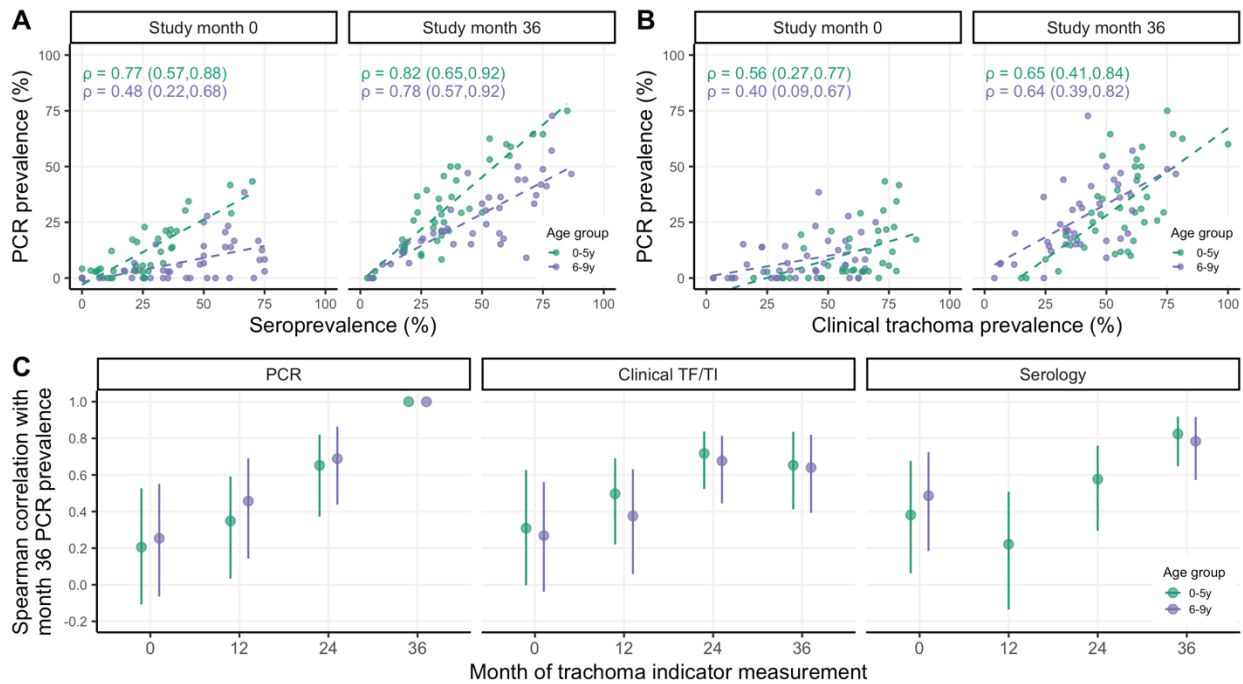 A
Study month 0
Study month 36
PCR prevalence (%)
100
75
50
25
0
ρ = 0.77 (0.57,0.88)
ρ = 0.48 (0.22,0.68)
ρ = 0.82 (0.65,0.92)
ρ = 0.78 (0.57,0.92)
Age group
0-5y
6-9y
0 25 50 75 100 0 25 50 75 100
Seroprevalence (%)
B
Study month 0
Study month 36
PCR prevalence (%)
100
75
50
25
0
ρ = 0.56 (0.27,0.77)
ρ = 0.40 (0.09,0.67)
ρ = 0.65 (0.41,0.84)
ρ = 0.64 (0.39,0.82)
Age group
0-5y
6-9y
0 25 50 75 100 0 25 50 75 100
Clinical trachoma prevalence (%)
C
PCR
Clinical TF/TI
Serology
Spearman correlation with
month 36 PCR prevalence
1.0
0.8
0.6
0.4
0.2
0.0
-0.2
Age group
0-5y
6-9y
0 12 24 36 0 12 24 36 0 12 24 36
Month of trachoma indicator measurement